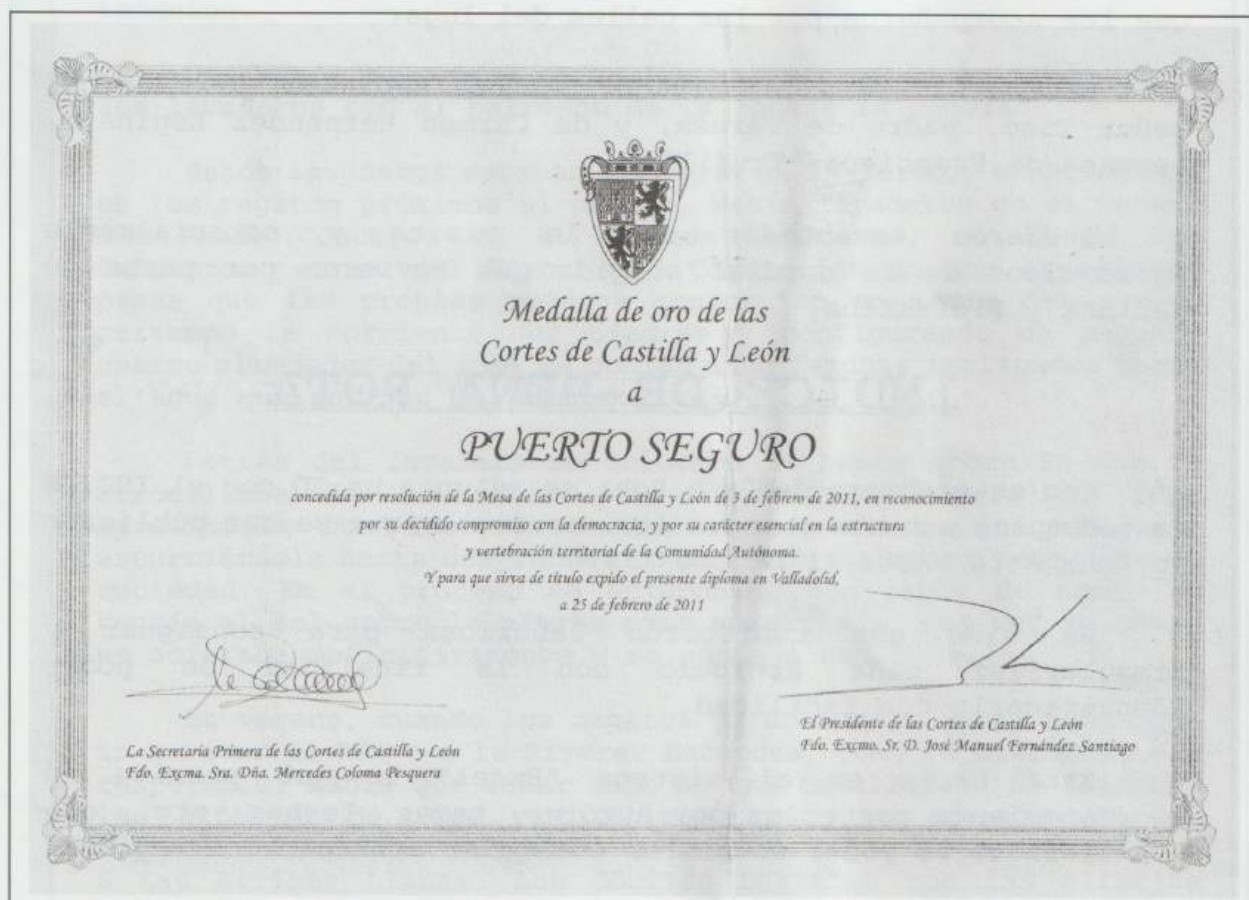 Medalla de oro de las
Cortes de Castilla y León
a
PUERTO SEGURO
concedida por resolución de la Mesa de las Cortes de Castilla y León de 3 de febrero de 2011, en reconocimiento
por su decidido compromiso con la democracia, y por su carácter esencial en la estructura
y vertebración territorial de la Comunidad Autónoma.
Y para que sirva de título expido el presente diploma en Valladolid,
a 25 de febrero de 2011
La Secretaria Primera de las Cortes de Castilla y León
Fdo. Excma. Sra. Dña. Mercedes Coloma Pesquera
El Presidente de las Cortes de Castilla y León
Fdo. Excmo. Sr. D. José Manuel Fernández Santiago